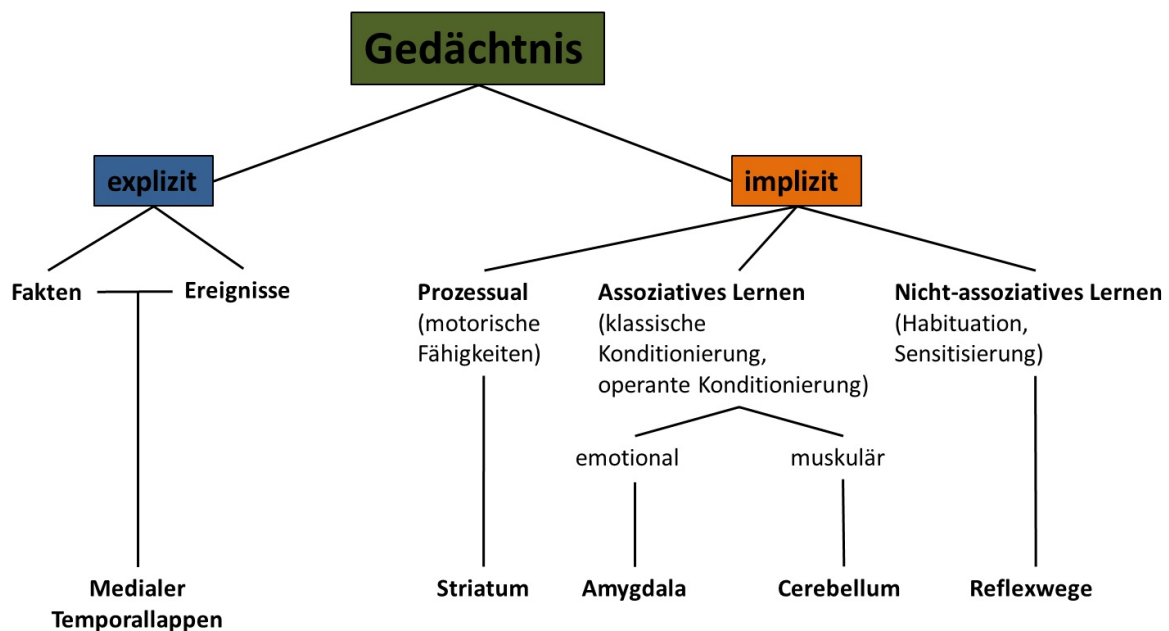 Gedächtnis
explizit
implizit
Fakten
Ereignisse
Prozessual
(motorische
Fähigkeiten)
Assoziatives Lernen
(klassische
Konditionierung,
operante Konditionierung)
Nicht-assoziatives Lernen
(Habituation,
Sensitisierung)
emotional
muskulär
Medialer
Temporallappen
Striatum
Amygdala
Cerebellum
Reflexwege